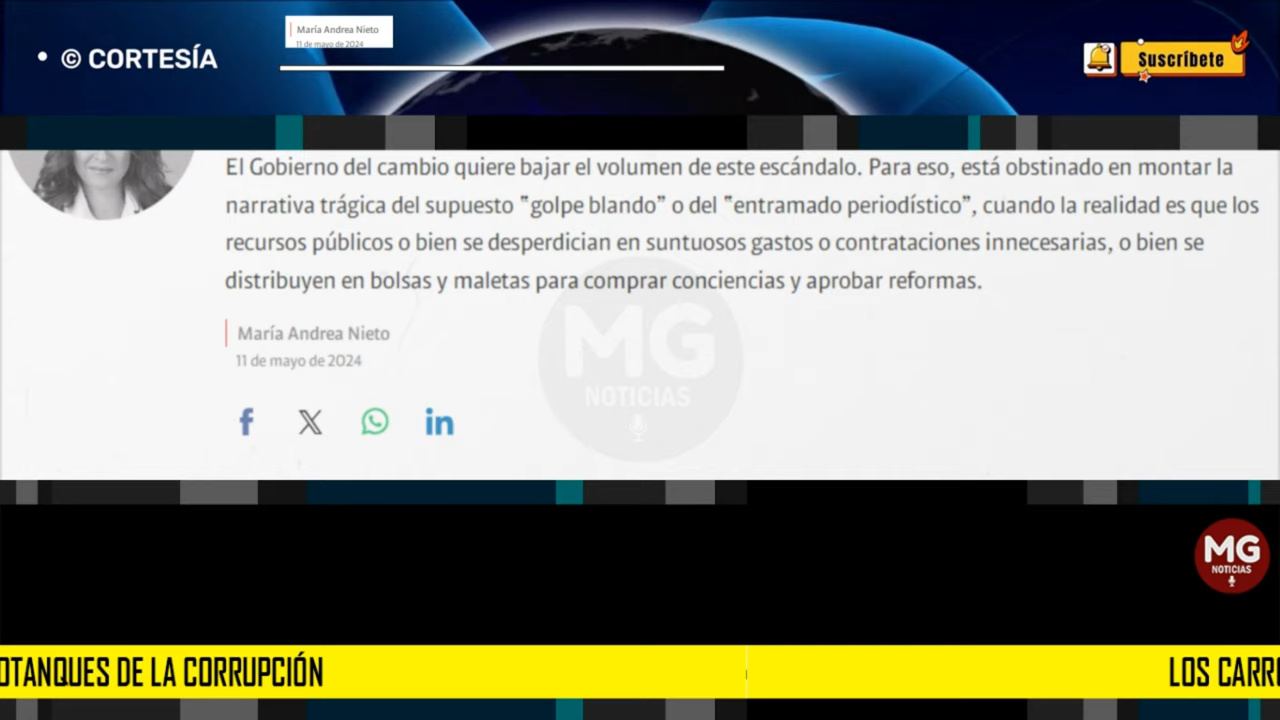 María Andrea Nieto
11 de mayo de 2024
• © CORTESÍA
Suscríbete
El Gobierno del cambio quiere bajar el volumen de este escándalo. Para eso, está obstinado en montar la
narrativa trágica del supuesto “golpe blando” o del “entramado periodístico”, cuando la realidad es que los
recursos públicos o bien se desperdician en suntuosos gastos o contrataciones innecesarias, o bien se
distribuyen en bolsas y maletas para comprar conciencias y aprobar reformas.
María Andrea Nieto
11 de mayo de 2024
MG
NOTICIAS
MG
NOTICIAS
OTANQUES DE LA CORRUPCIÓN
LOS CARRO